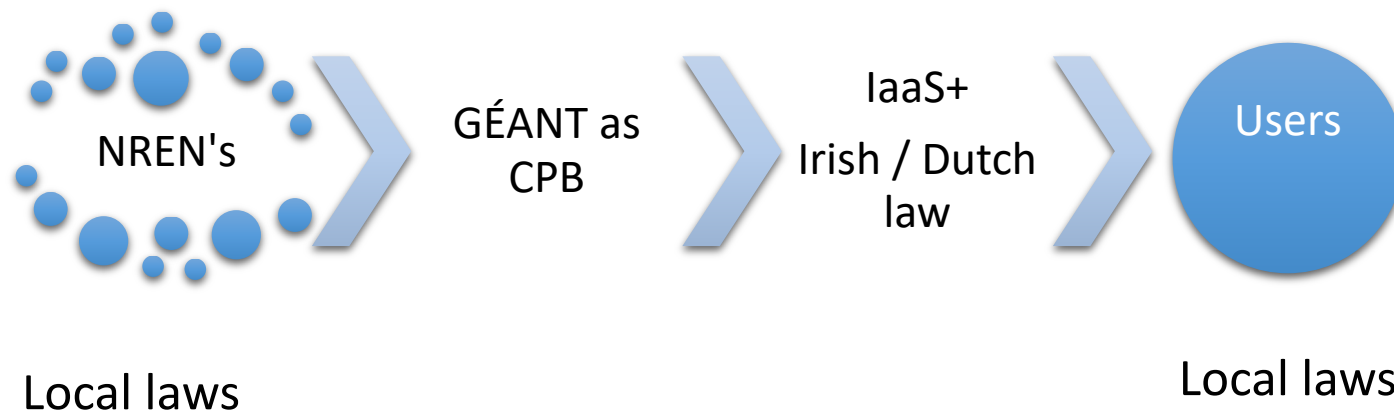 NREN's
GÉANT as
CPB
IaaS+
Irish / Dutch
law
Users
Local laws
Local laws